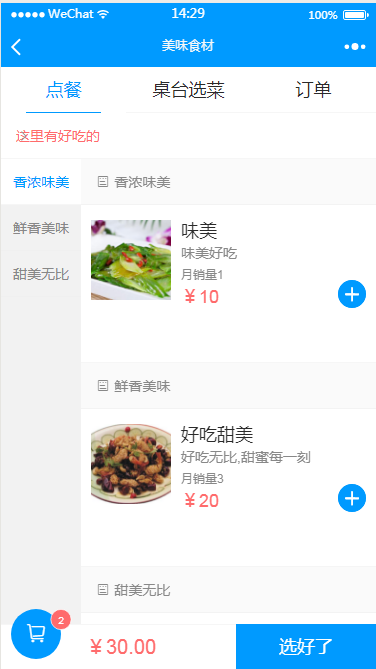 WeChat 14:29 100%
美味食材
点餐 桌台选菜 订单
这里有好吃的
香浓味美
鲜香美味
甜美无比
香浓味美
味美
味美好吃
月销量1
￥10
鲜香美味
好吃甜美
好吃无比,甜蜜每一刻
月销量3
￥20
甜美无比
2
￥30.00
选好了